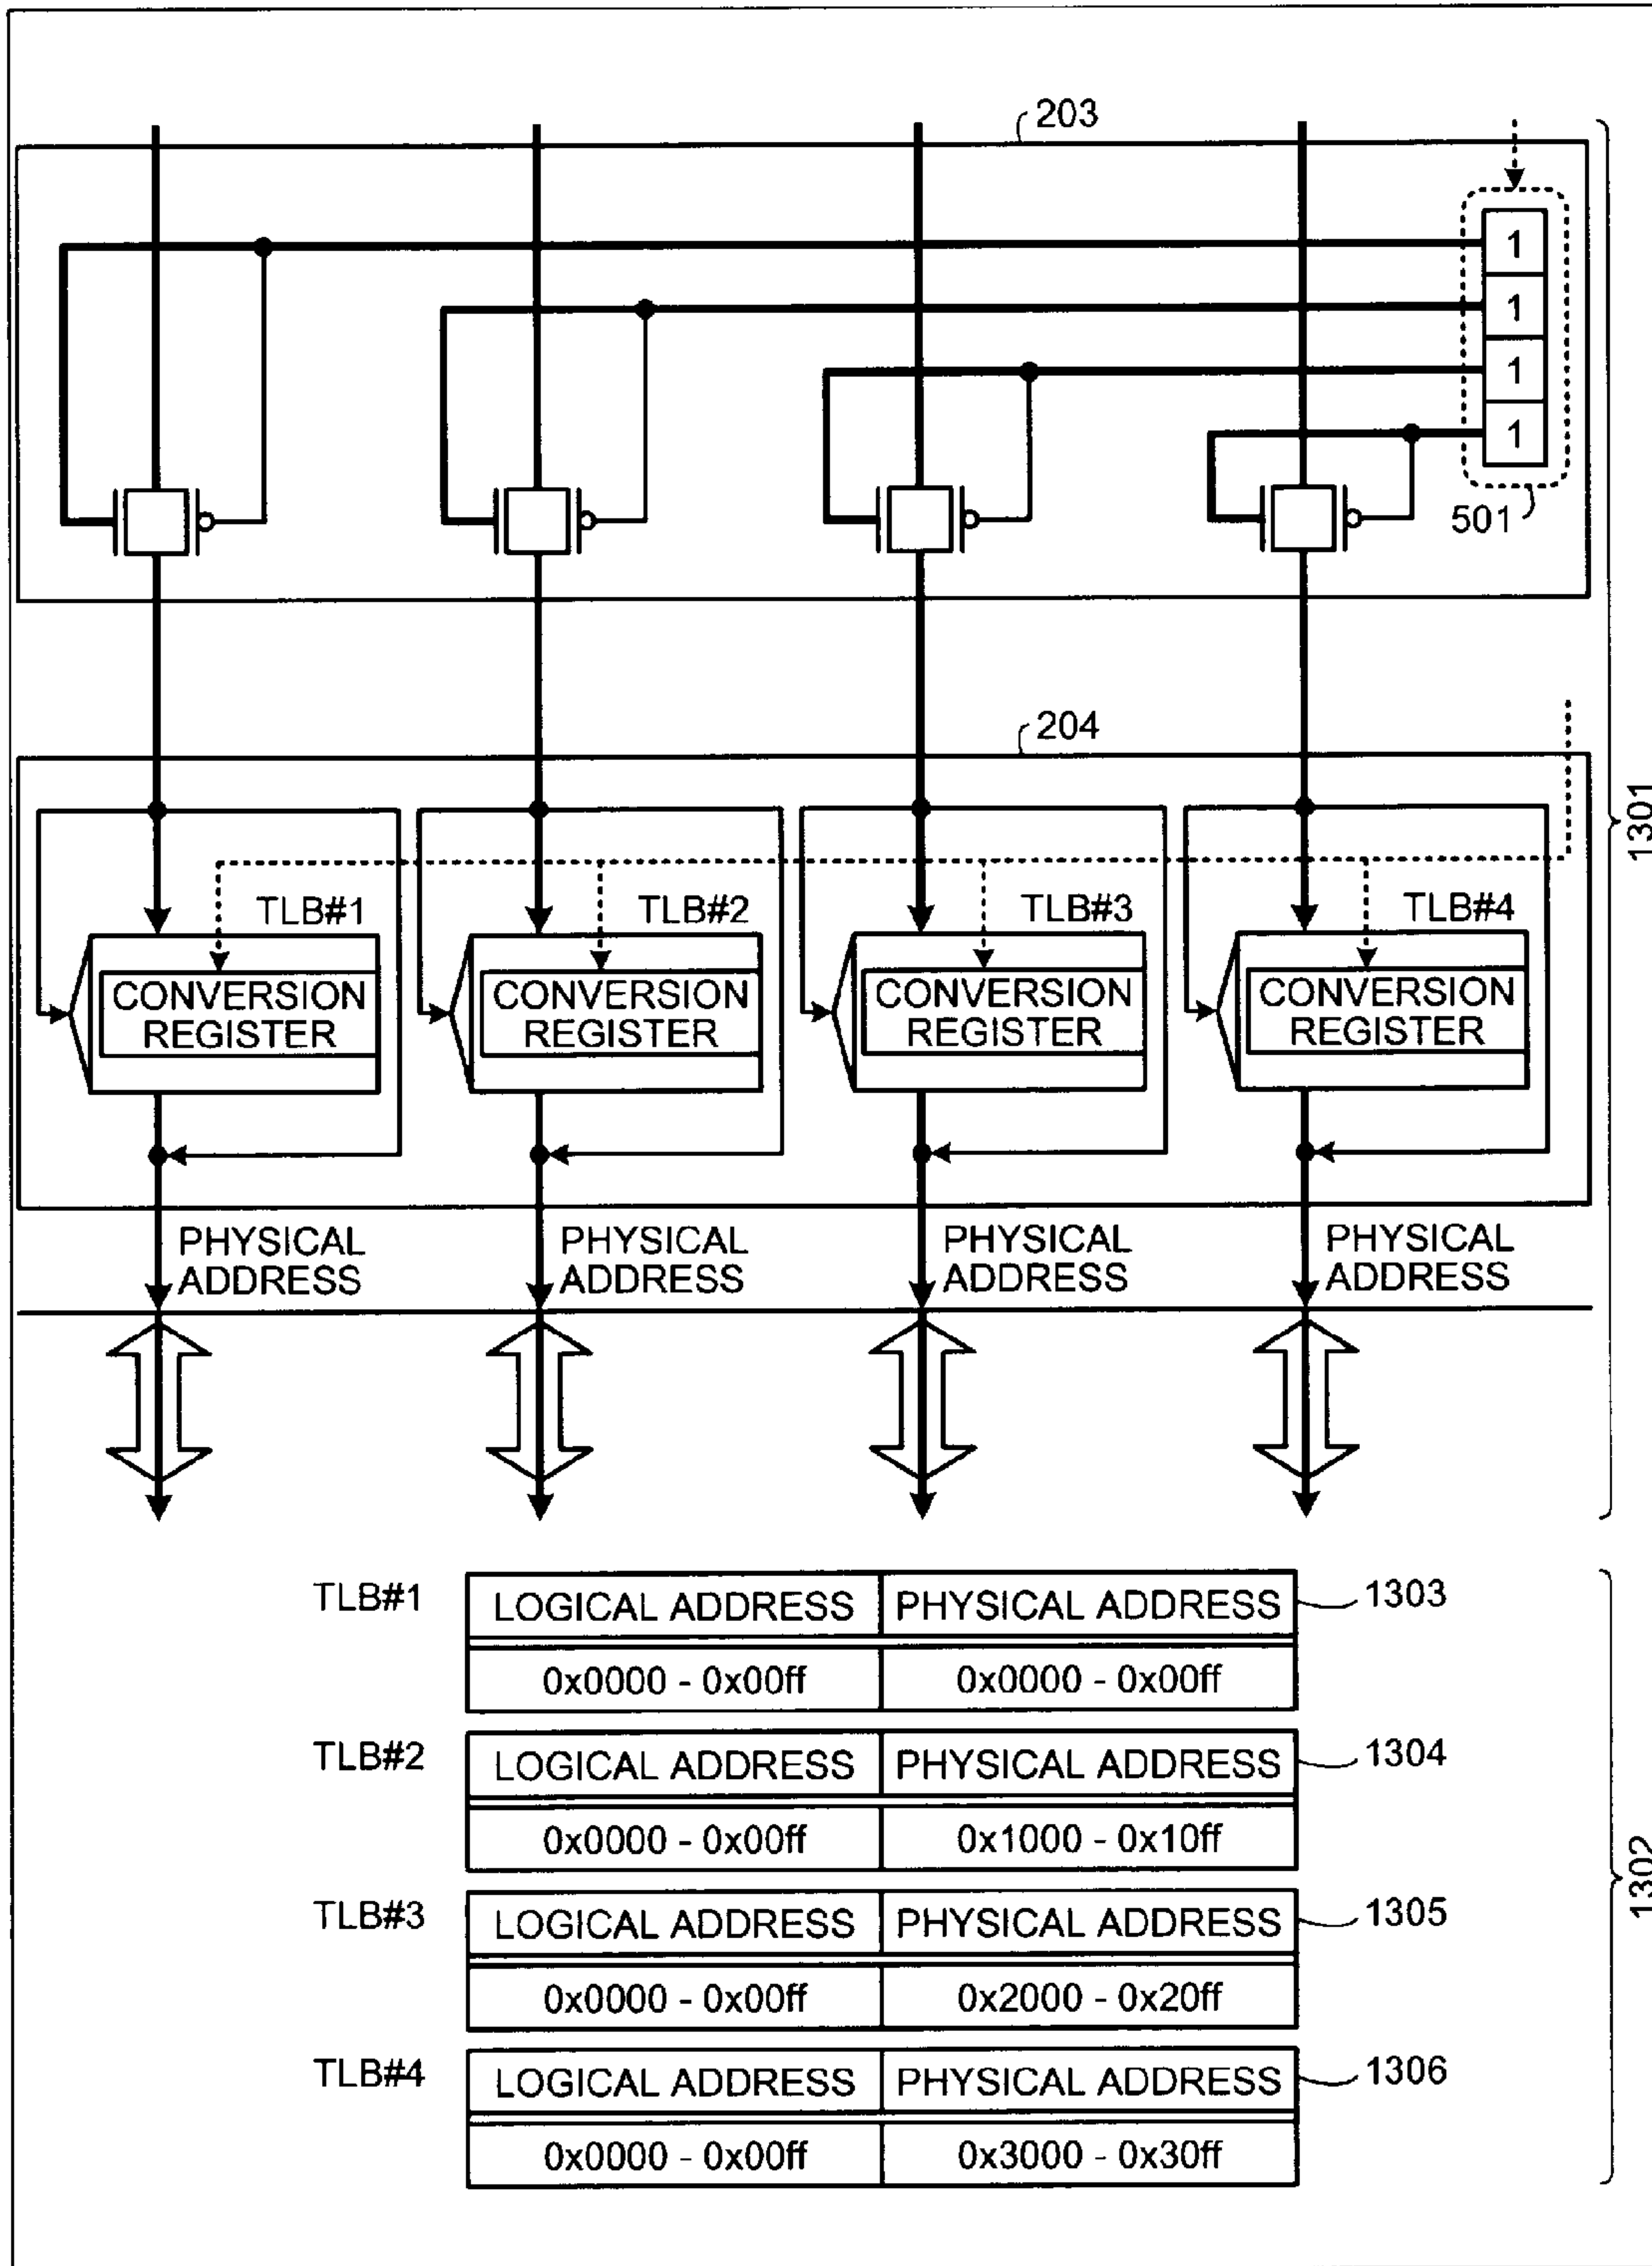 203
1
1
1
1
501
204
TLB#1
TLB#2
TLB#3
TLB#4
CONVERSION
REGISTER
CONVERSION
REGISTER
CONVERSION
REGISTER
CONVERSION
REGISTER
PHYSICAL
ADDRESS
PHYSICAL
ADDRESS
PHYSICAL
ADDRESS
PHYSICAL
ADDRESS
1301
TLB#1
LOGICAL ADDRESS PHYSICAL ADDRESS
1303
0x0000 - 0x00ff 0x0000 - 0x00ff
TLB#2
LOGICAL ADDRESS PHYSICAL ADDRESS
1304
0x0000 - 0x00ff 0x1000 - 0x10ff
TLB#3
LOGICAL ADDRESS PHYSICAL ADDRESS
1305
0x0000 - 0x00ff 0x2000 - 0x20ff
TLB#4
LOGICAL ADDRESS PHYSICAL ADDRESS
1306
0x0000 - 0x00ff 0x3000 - 0x30ff
1302